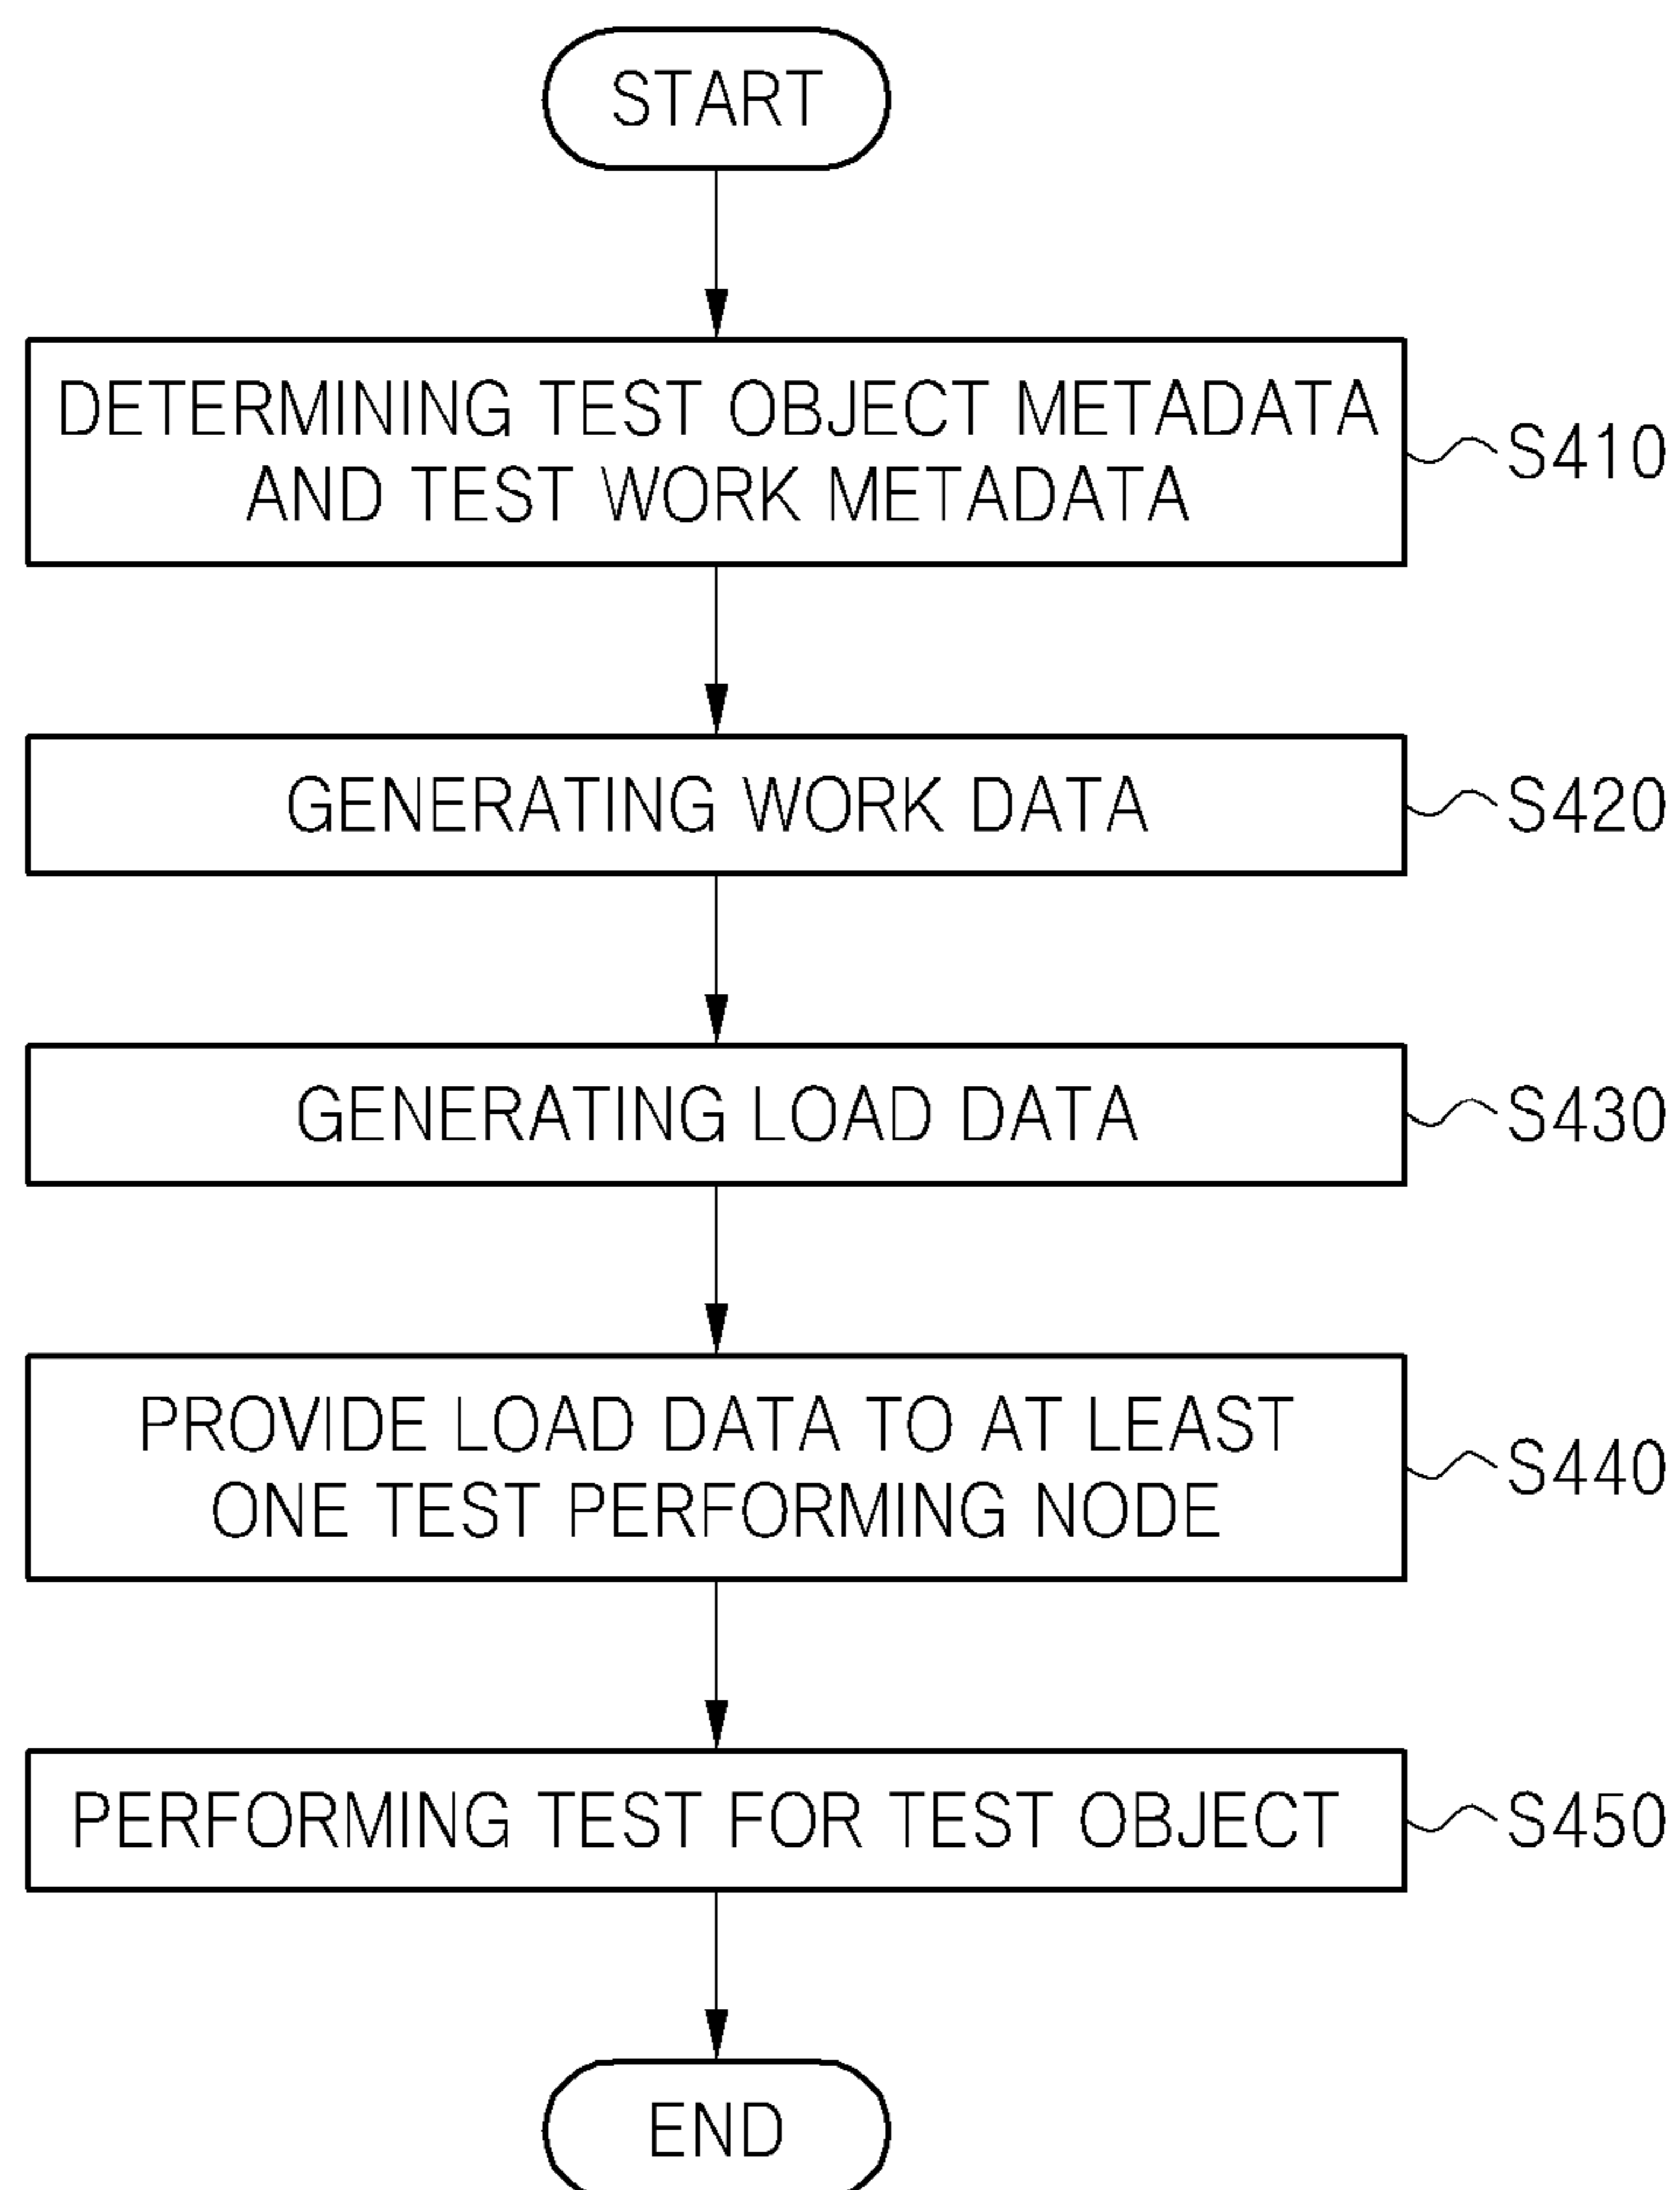 START
DETERMINING TEST OBJECT METADATA
AND TEST WORK METADATA
S410
GENERATING WORK DATA
S420
GENERATING LOAD DATA
S430
PROVIDE LOAD DATA TO AT LEAST
ONE TEST PERFORMING NODE
S440
PERFORMING TEST FOR TEST OBJECT
S450
END